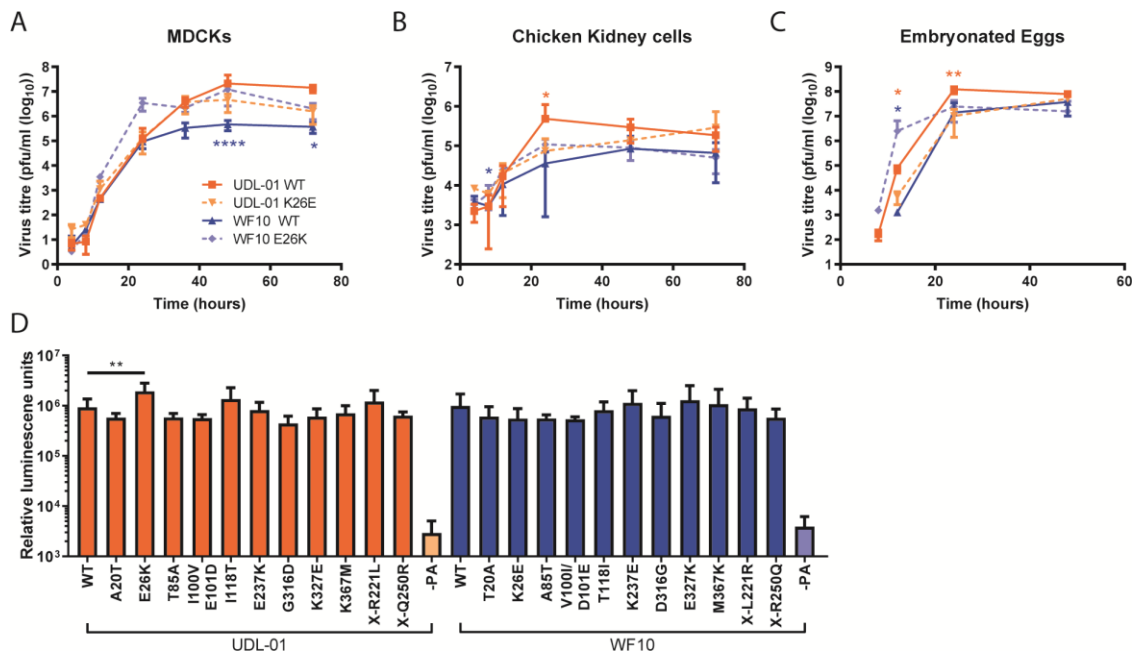 A
MDCKs
Virus titre (pfu/ml (log10))
9
8
7
6
5
4
3
2
1
0
0
20
40
60
80
Time (hours)
****
*
UDL-01 WT
UDL-01 K26E
WF10 WT
WF10 E26K
B
Chicken Kidney cells
Virus titre (pfu/ml (log10))
7
6
5
4
3
2
0
20
40
60
80
Time (hours)
*
*
C
Embryonated Eggs
Virus titre (pfu/ml (log10))
9
8
7
6
5
4
3
2
1
0
20
40
60
Time (hours)
*
*
**
D
Relative luminescene units
10^7
10^6
10^5
10^4
10^3
**
WT
A20T
E26K
T85A
I100V
E101D
I118T
E237K
G316D
K327E
K367M
X-R221L
X-Q250R
-PA
WT
T20A
K26E
A85T
V100I/
D101E
T118I
K237E
D316G
E327K
M367K
X-L221R
X-R250Q
-PA
UDL-01
WF10